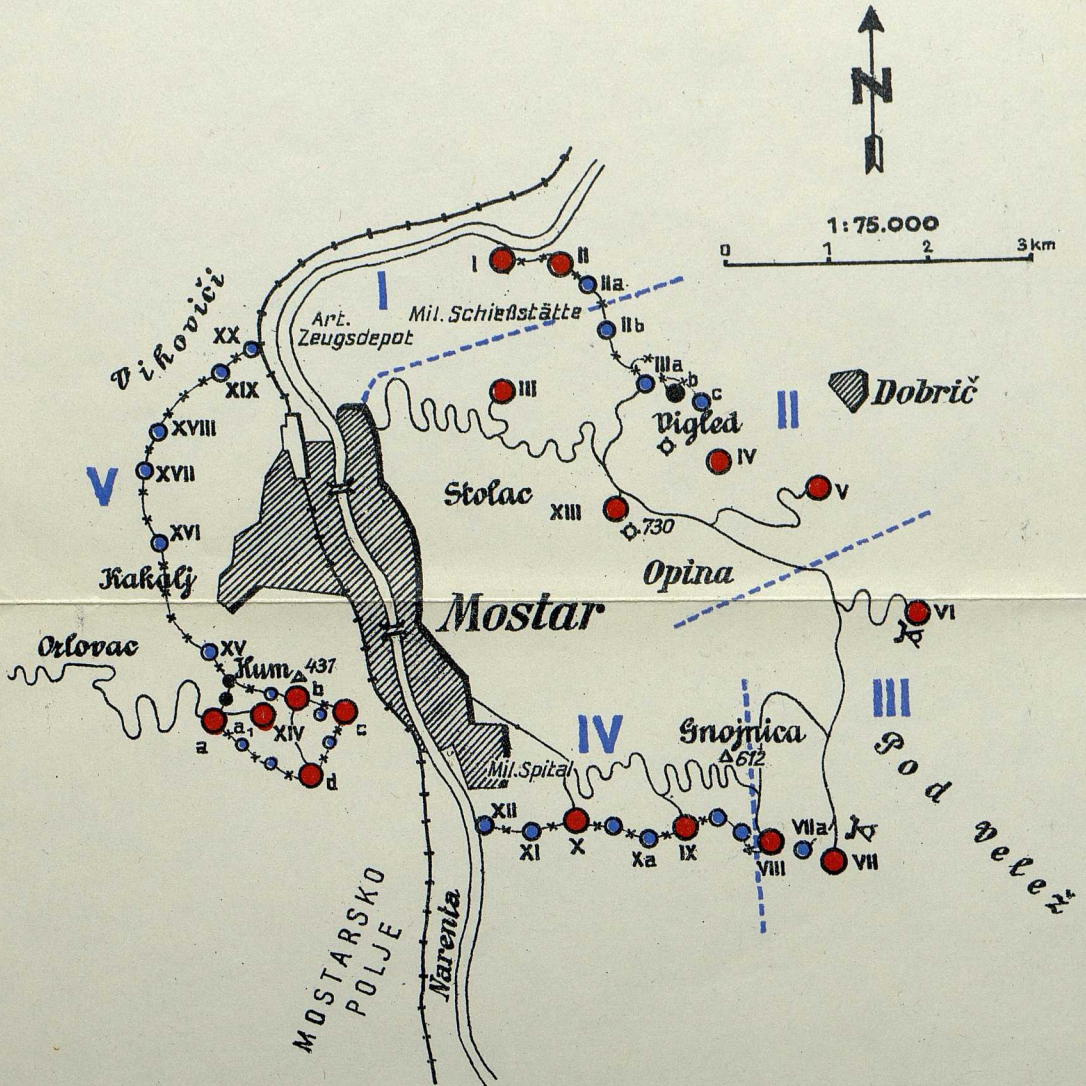 N
1:75.000
0 1 2 3 km
I
II
IIa
I
Mil. Schießstätte
Art.
Zeugsdepot
Vihovići
XX
XIX
IIb
IIIa
b
c
III
Vigled
II
Dobrič
XVIII
IV
V
XVII
V
Stolac
XIII
730
XVI
Opina
Kakalj
Mostar
VI
Orlovac
XV
Hum 437
b
a
a₁
XIV
c
d
III
IV
Gnojnica
612
Pod Velež
Mil. Spital
XII
XI
X
Xa
IX
VIII
VIIa
VII
MOSTARSKO
POLJE
Narenta